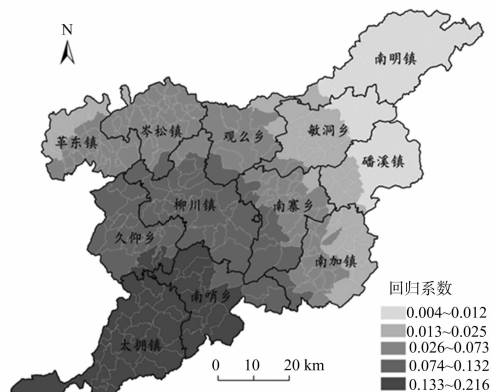 N
南明镇
岑松镇
观么乡
敏洞乡
革东镇
磻溪镇
柳川镇
南寨乡
久仰乡
南加镇
南哨乡
太拥镇
0 10 20 km
回归系数
0.004~0.012
0.013~0.025
0.026~0.073
0.074~0.132
0.133~0.216